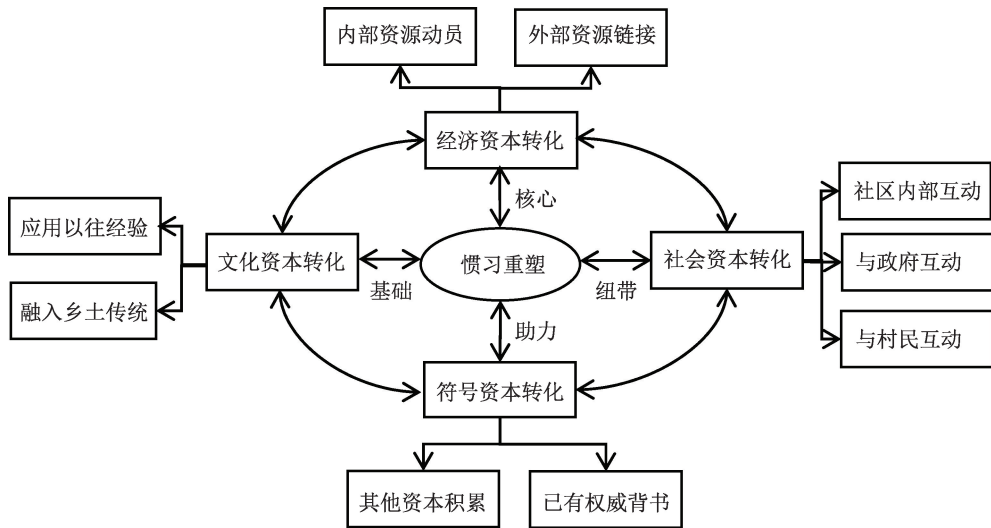 内部资源动员
外部资源链接
经济资本转化
核心
社区内部互动
应用以往经验
文化资本转化
基础
惯习重塑
纽带
社会资本转化
与政府互动
融入乡土传统
助力
与村民互动
符号资本转化
其他资本积累
已有权威背书